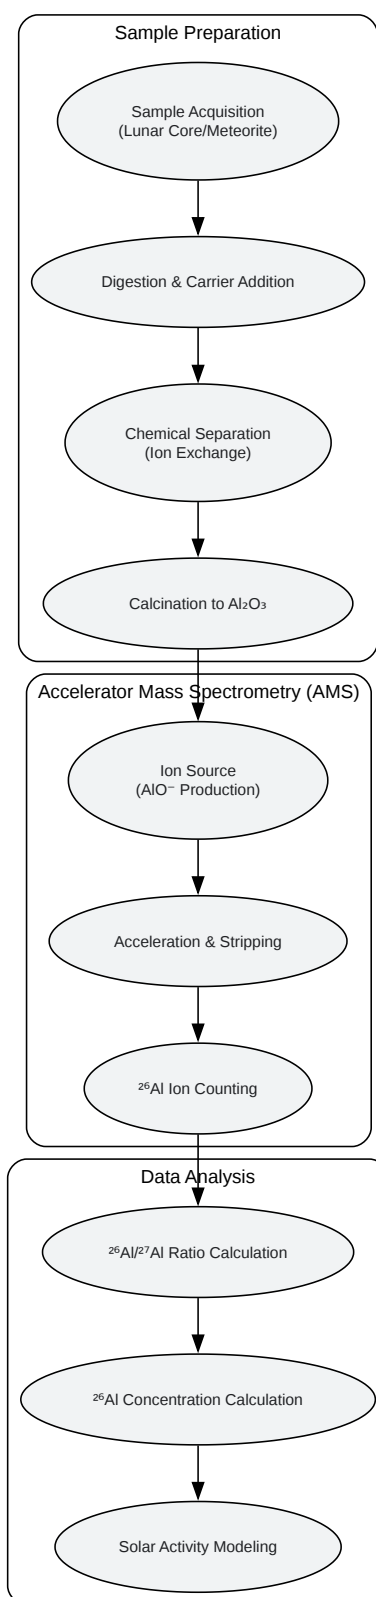 Sample Preparation
Sample Acquisition
(Lunar Core/Meteorite)
Digestion & Carrier Addition
Chemical Separation
(Ion Exchange)
Calcination to Al₂O₃
Accelerator Mass Spectrometry (AMS)
Ion Source
(AlO⁻ Production)
Acceleration & Stripping
²⁶Al Ion Counting
Data Analysis
²⁶Al/²⁷Al Ratio Calculation
²⁶Al Concentration Calculation
Solar Activity Modeling